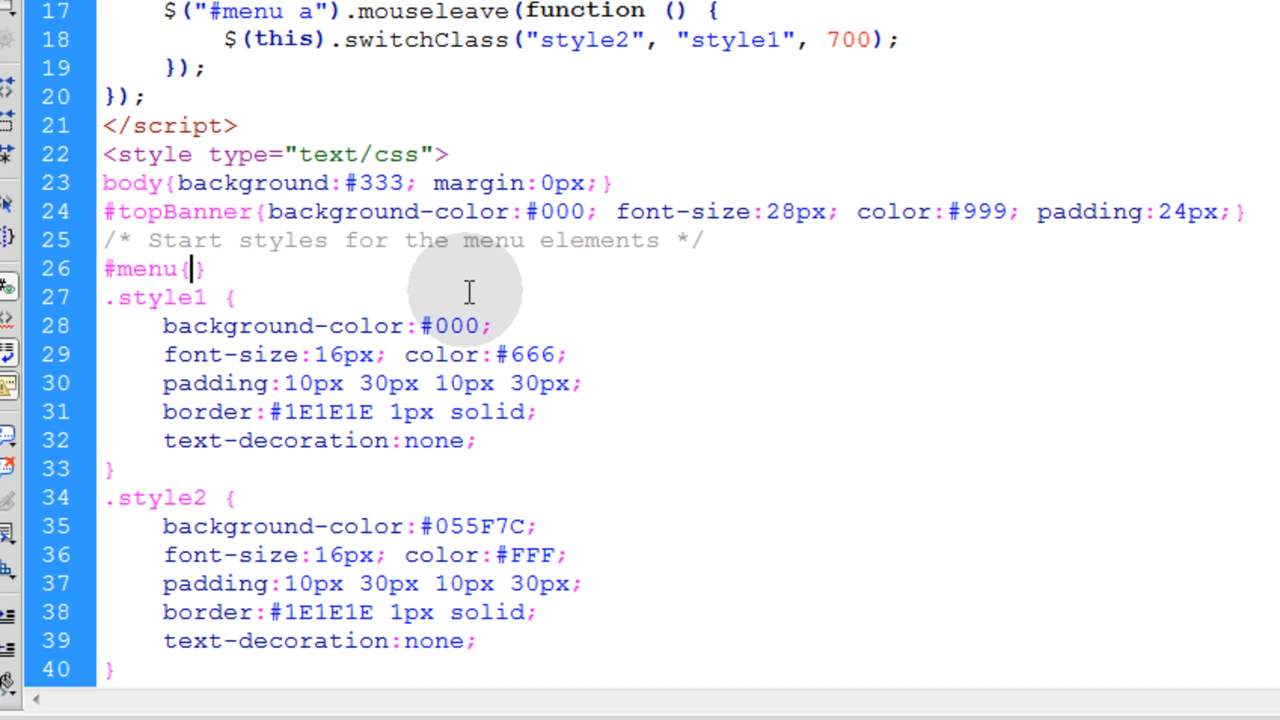 17 $("#menu a").mouseleave(function () {
18 $(this).switchClass("style2", "style1", 700);
19 });
20 });
21 </script>
22 <style type="text/css">
23 body{background:#333; margin:0px;}
24 #topBanner{background-color:#000; font-size:28px; color:#999; padding:24px;}
25 /* Start styles for the menu elements */
26 #menu{}
27 .style1 {
28 background-color:#000;
29 font-size:16px; color:#666;
30 padding:10px 30px 10px 30px;
31 border:#1E1E1E 1px solid;
32 text-decoration:none;
33 }
34 .style2 {
35 background-color:#055F7C;
36 font-size:16px; color:#FFF;
37 padding:10px 30px 10px 30px;
38 border:#1E1E1E 1px solid;
39 text-decoration:none;
40 }